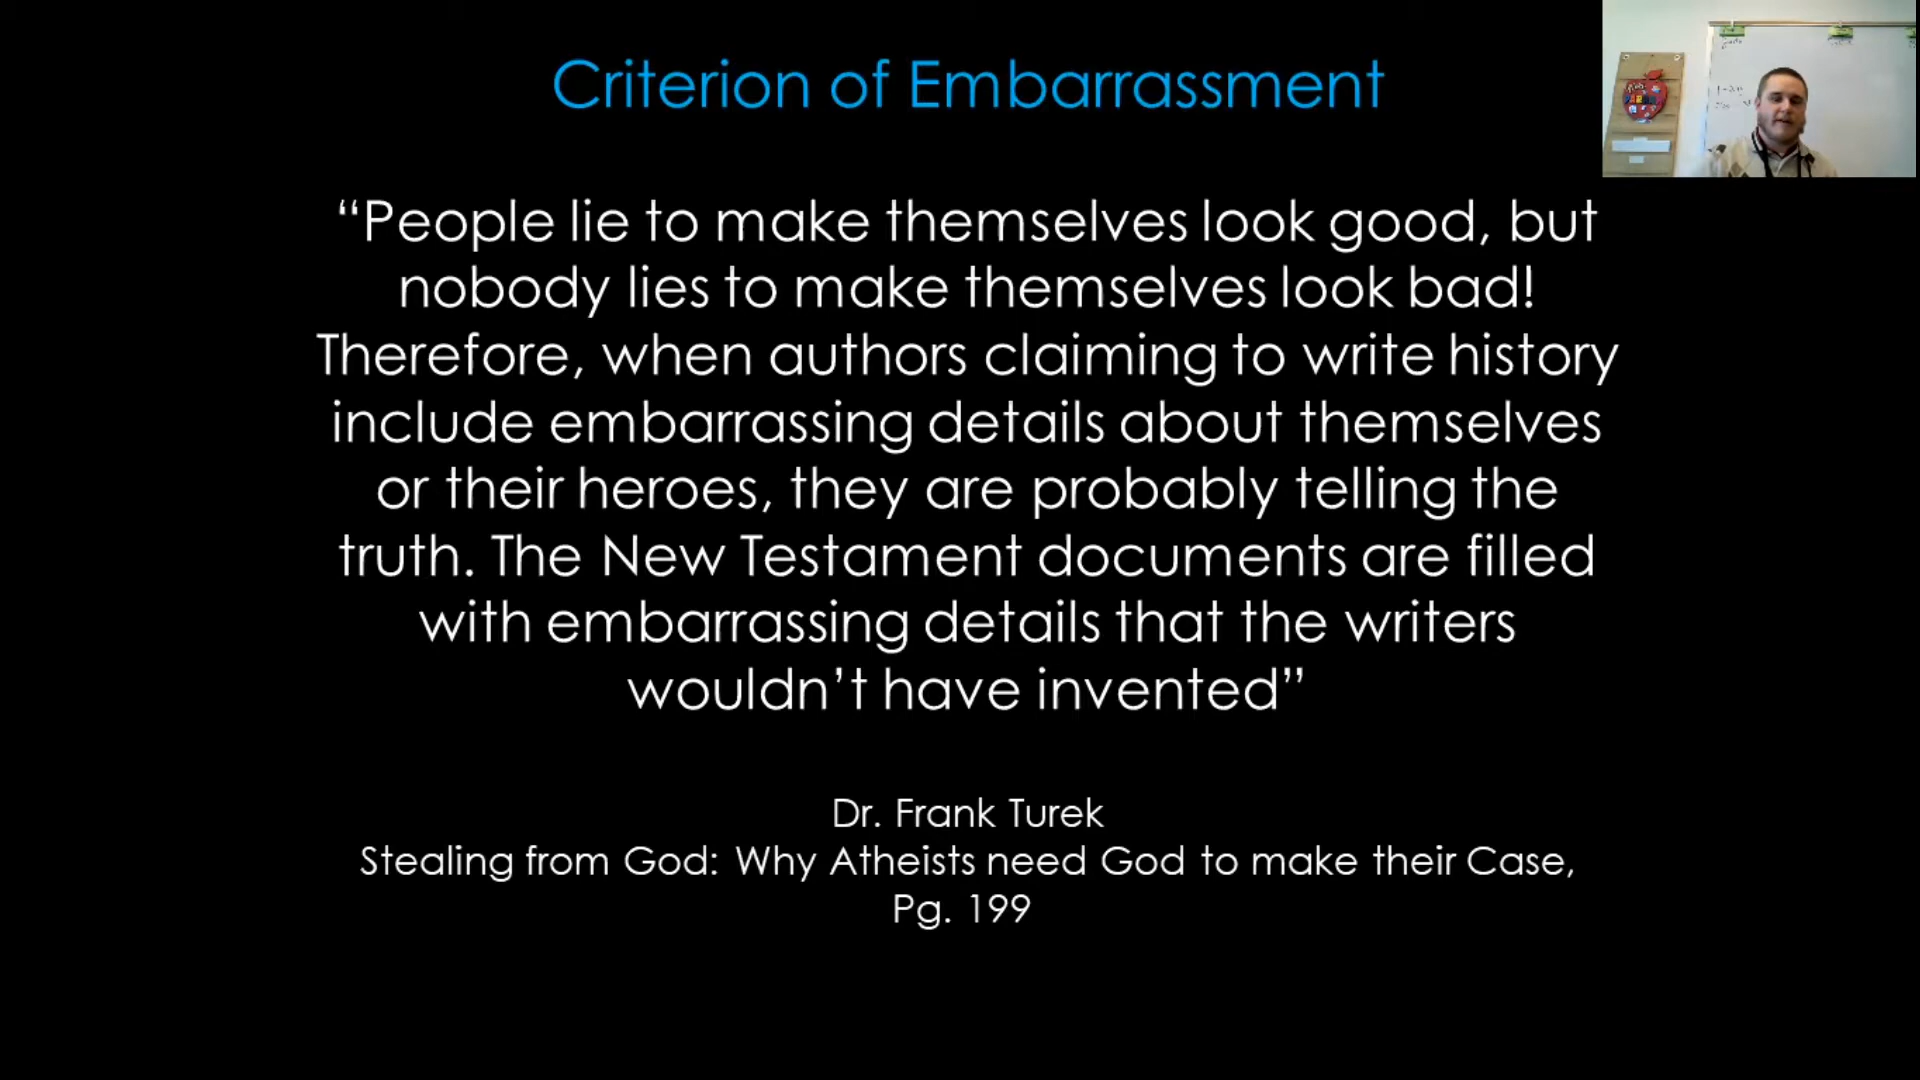 Criterion of Embarrassment
“People lie to make themselves look good, but
nobody lies to make themselves look bad!
Therefore, when authors claiming to write history
include embarrassing details about themselves
or their heroes, they are probably telling the
truth. The New Testament documents are filled
with embarrassing details that the writers
wouldn’t have invented”
Dr. Frank Turek
Stealing from God: Why Atheists need God to make their Case,
Pg. 199